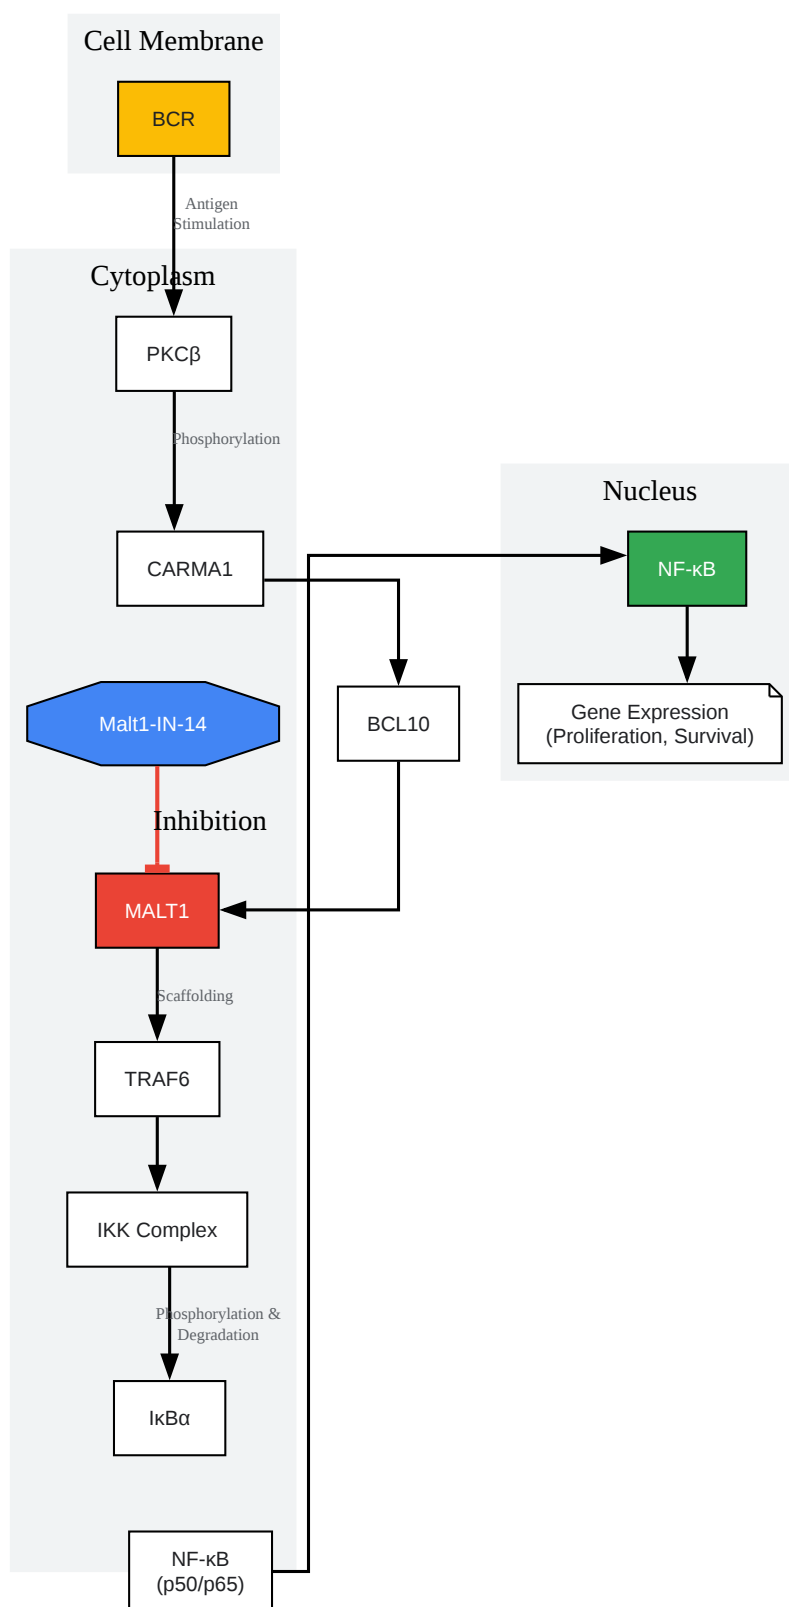 Cell Membrane
BCR
Antigen
Stimulation
Cytoplasm
PKCβ
Phosphorylation
CARMA1
Nucleus
NF-κB
Gene Expression
(Proliferation, Survival)
Malt1-IN-14
BCL10
Inhibition
MALT1
Scaffolding
TRAF6
IKK Complex
Phosphorylation &
Degradation
IκBα
NF-κB
(p50/p65)